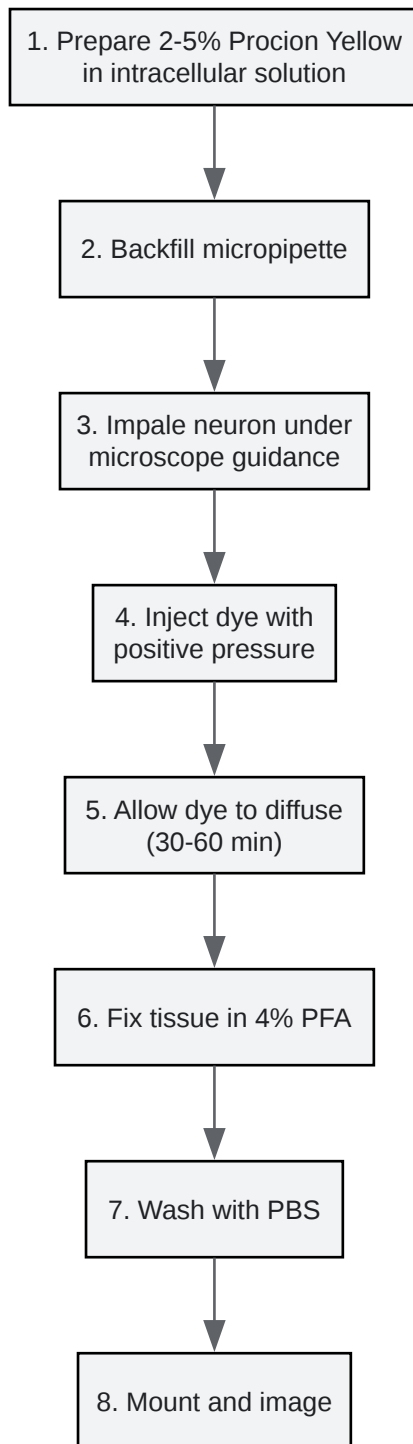 1. Prepare 2-5% Procion Yellow
in intracellular solution
2. Backfill micropipette
3. Impale neuron under
microscope guidance
4. Inject dye with
positive pressure
5. Allow dye to diffuse
(30-60 min)
6. Fix tissue in 4% PFA
7. Wash with PBS
8. Mount and image